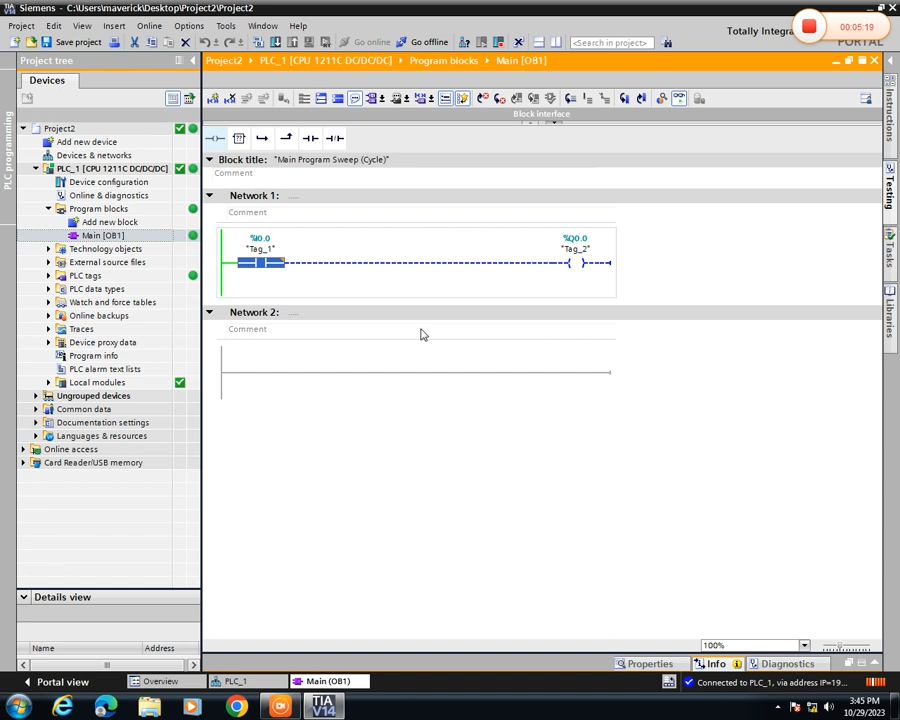 Siemens - C:\Users\maverick\Desktop\Project2\Project2
TIA
V14
Project Edit View Insert Online Options Tools Window Help
Save project Go online Go offline <Search in project>
Totally Integra
PORTAL
00:05:19
Project tree
Project2 PLC_1 [CPU 1211C DC/DC/DC] Program blocks Main [OB1]
Devices
PLC programming
Block interface
Project2
Add new device
Devices & networks
PLC_1 [CPU 1211C DC/DC/DC]
Device configuration
Online & diagnostics
Program blocks
Add new block
Main [OB1]
Technology objects
External source files
PLC tags
PLC data types
Watch and force tables
Online backups
Traces
Device proxy data
Program info
PLC alarm text lists
Local modules
Ungrouped devices
Common data
Documentation settings
Languages & resources
Online access
Card Reader/USB memory
Block title: "Main Program Sweep (Cycle)"
Comment
Network 1: .....
Comment
%I0.0
"Tag_1"
%Q0.0
"Tag_2"
Network 2: .....
Comment
Instructions
Testing
Tasks
Libraries
Details view
Name Address
100%
Properties Info Diagnostics
Portal view Overview PLC_1 Main (OB1)
Connected to PLC_1, via address IP=19...
TIA
V14
3:45 PM
10/29/2023